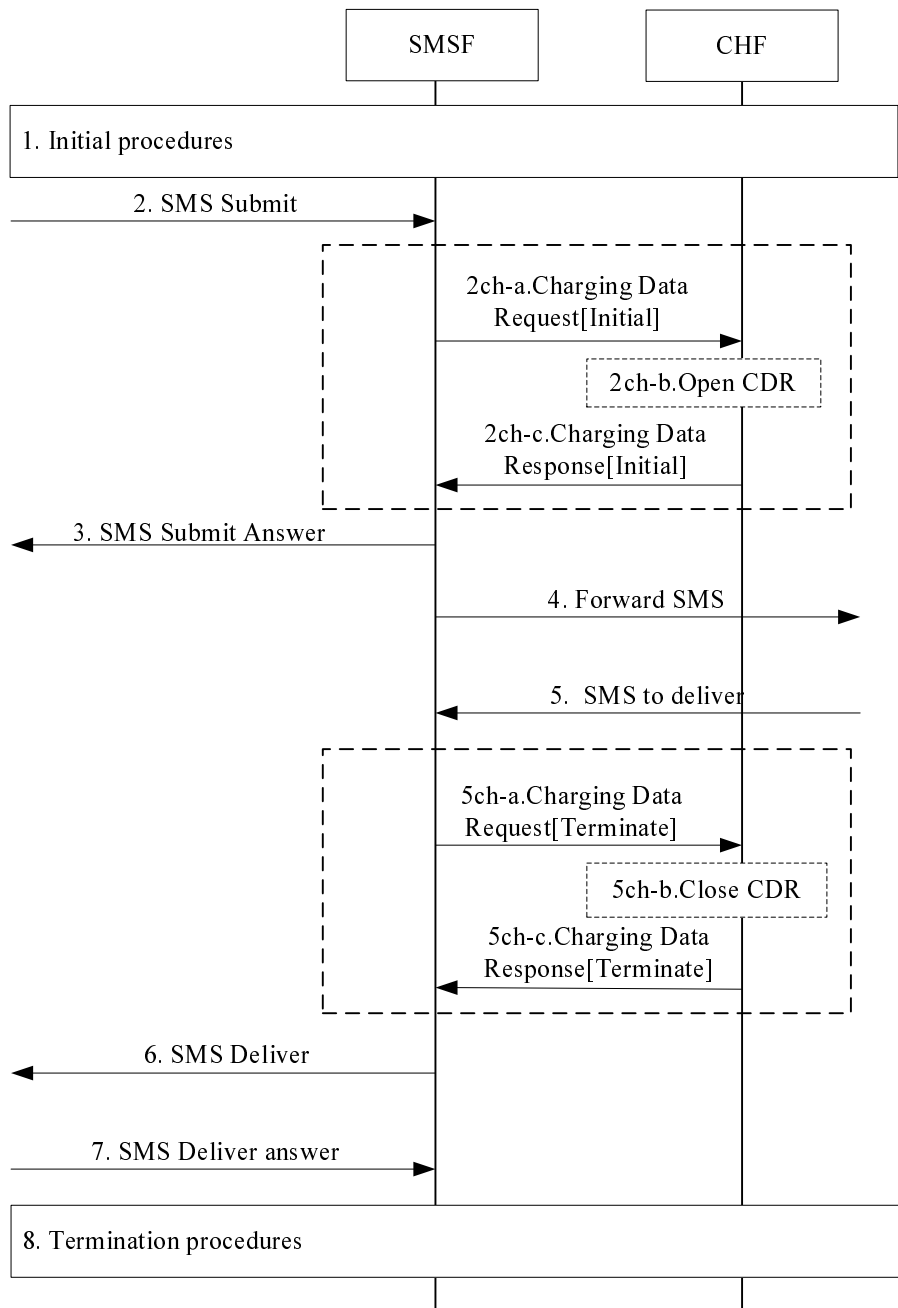 SMSF
CHF
1. Initial procedures
2. SMS Submit
2ch-a.Charging Data
Request[Initial]
2ch-b.Open CDR
2ch-c.Charging Data
Response[Initial]
3. SMS Submit Answer
4. Forward SMS
5.  SMS to deliver
5ch-a.Charging Data
Request[Terminate]
5ch-b.Close CDR
5ch-c.Charging Data
Response[Terminate]
6. SMS Deliver
7. SMS Deliver answer
8. Termination procedures